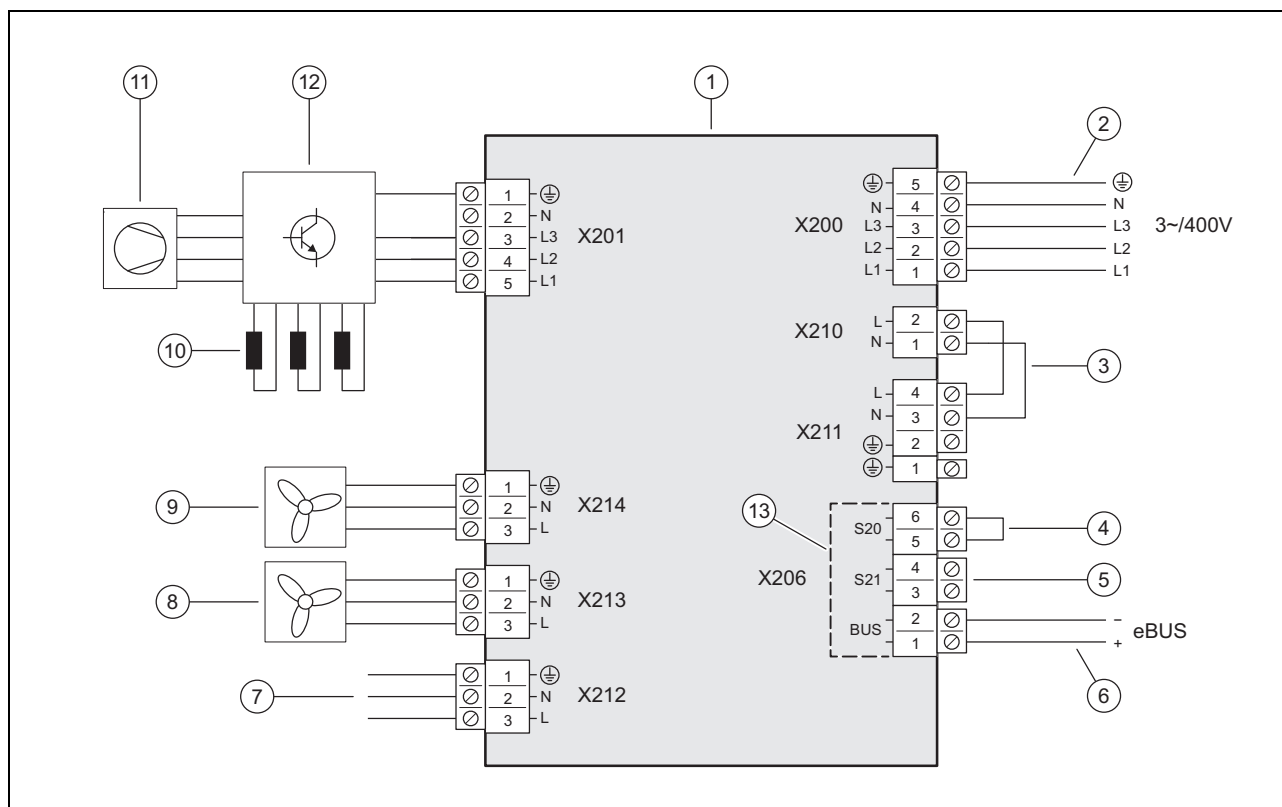 11
12
1
2
1
2 N
3 L3
4 L2
5 L1
X201
X200
5
N 4 N
L3 3 L3
L2 2 L2
L1 1 L1
3~/400V
10
X210
L 2
N 1
3
X211
L 4
N 3
2
1
9
1
2 N
3 L
X214
13
X206
S20
6
5
4
S21
4
3
5
BUS
2 –
1 +
eBUS
6
8
1
2 N
3 L
X213
7
1
2 N
3 L
X212